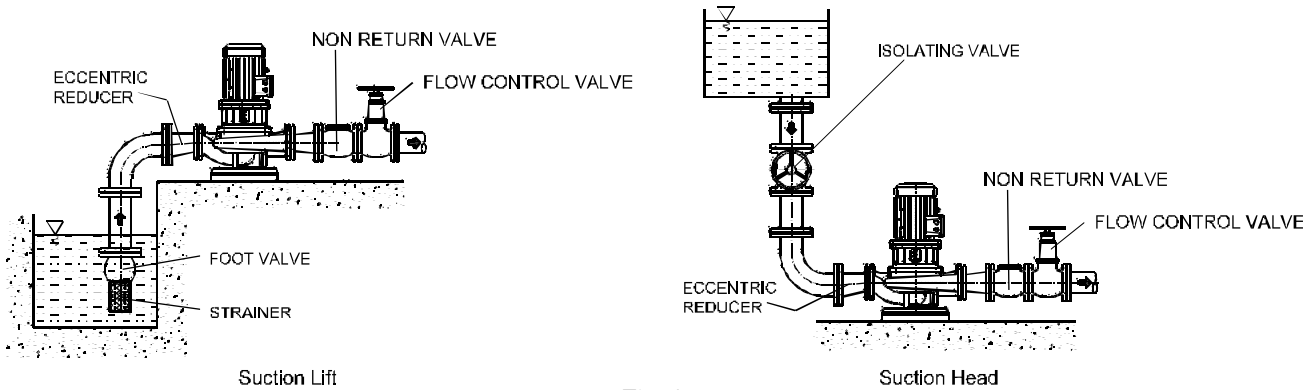 NON RETURN VALVE
ECCENTRIC
REDUCER
FLOW CONTROL VALVE
FOOT VALVE
STRAINER
Suction Lift
ISOLATING VALVE
NON RETURN VALVE
FLOW CONTROL VALVE
ECCENTRIC
REDUCER
Suction Head